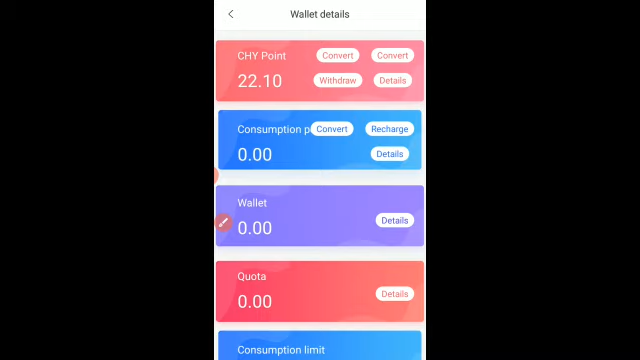 Wallet details
CHY Point
Convert
Convert
22.10
Withdraw
Details
Consumption p
Convert
Recharge
0.00
Details
Wallet
0.00
Details
Quota
0.00
Details
Consumption limit